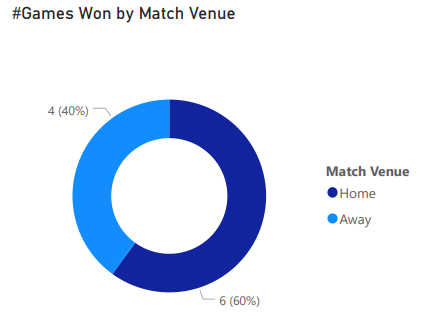 #Games Won by Match Venue
4 (40%)
Match Venue
Home
Away
6 (60%)